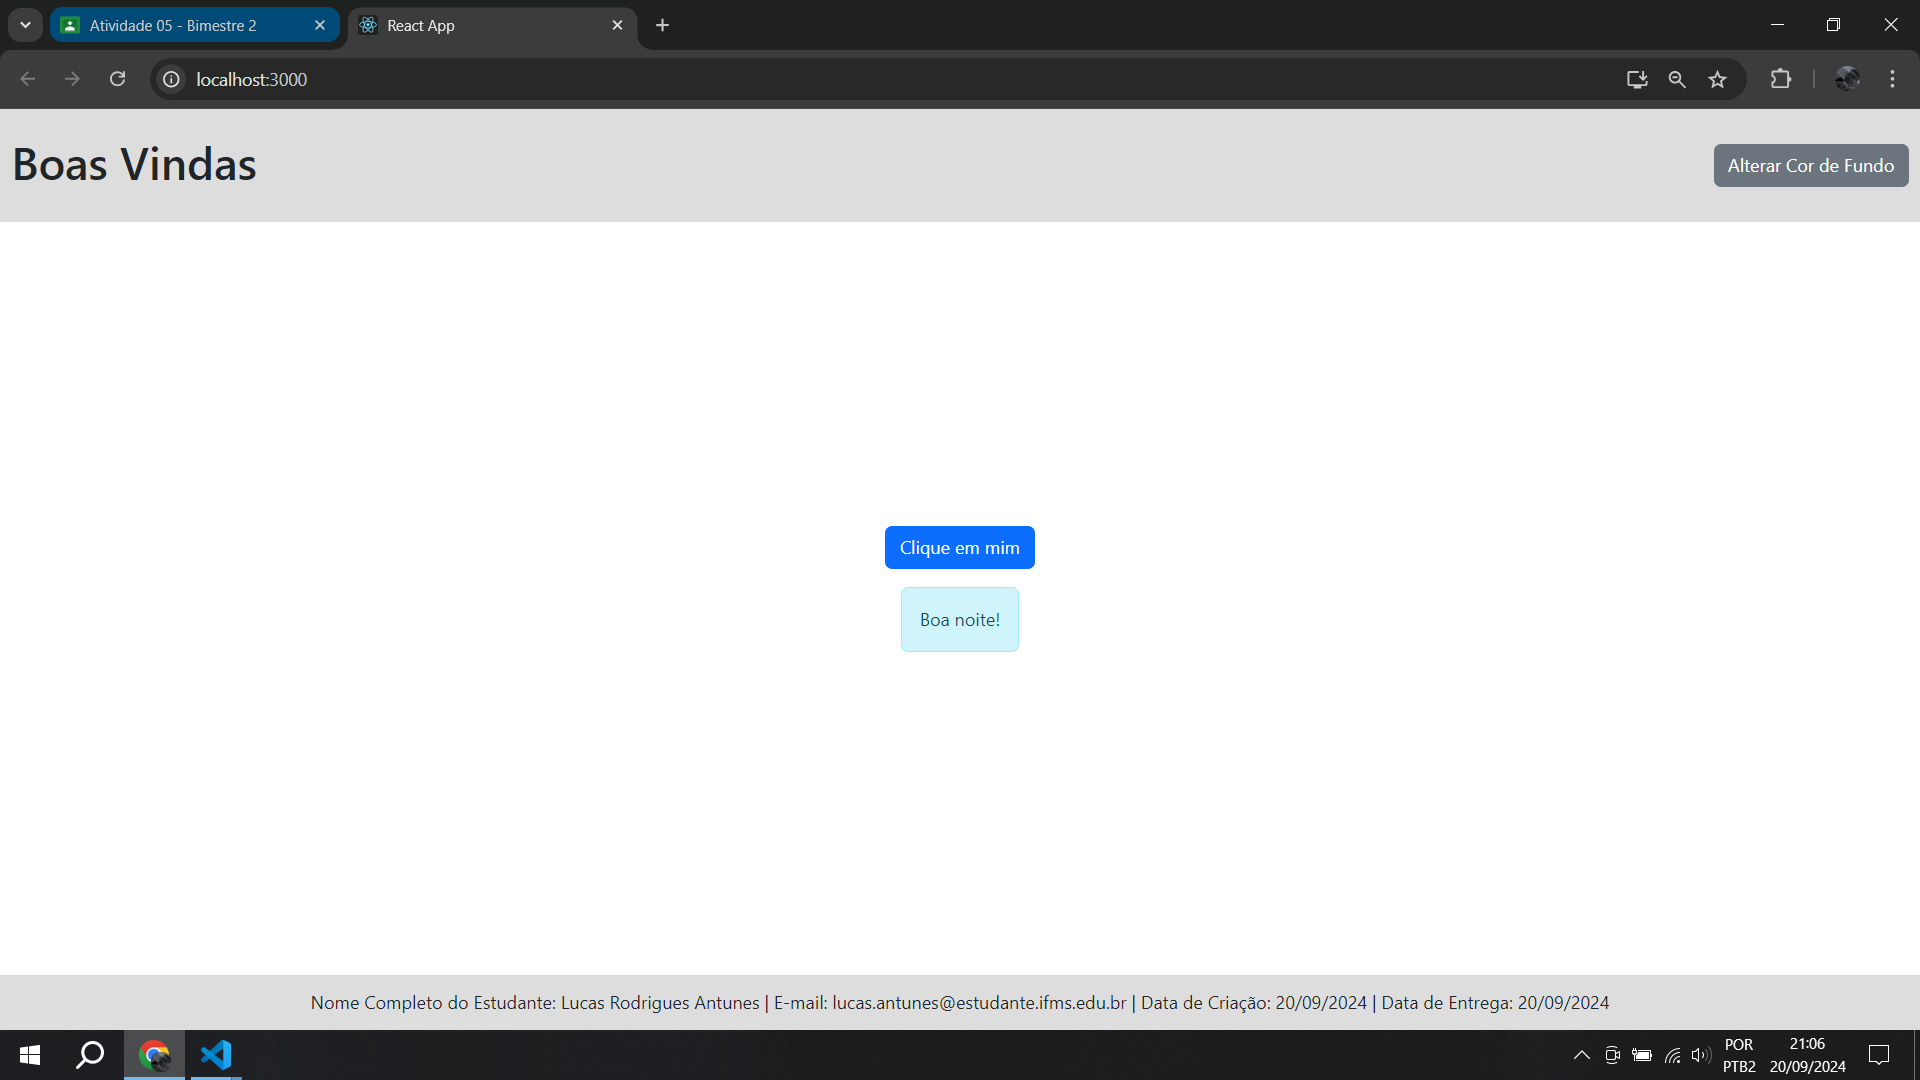 Atividade 05 - Bimestre 2
React App
localhost:3000
Boas Vindas
Alterar Cor de Fundo
Clique em mim
Boa noite!
Nome Completo do Estudante: Lucas Rodrigues Antunes | E-mail: lucas.antunes@estudante.ifms.edu.br | Data de Criação: 20/09/2024 | Data de Entrega: 20/09/2024
POR
PTB2
21:06
20/09/2024